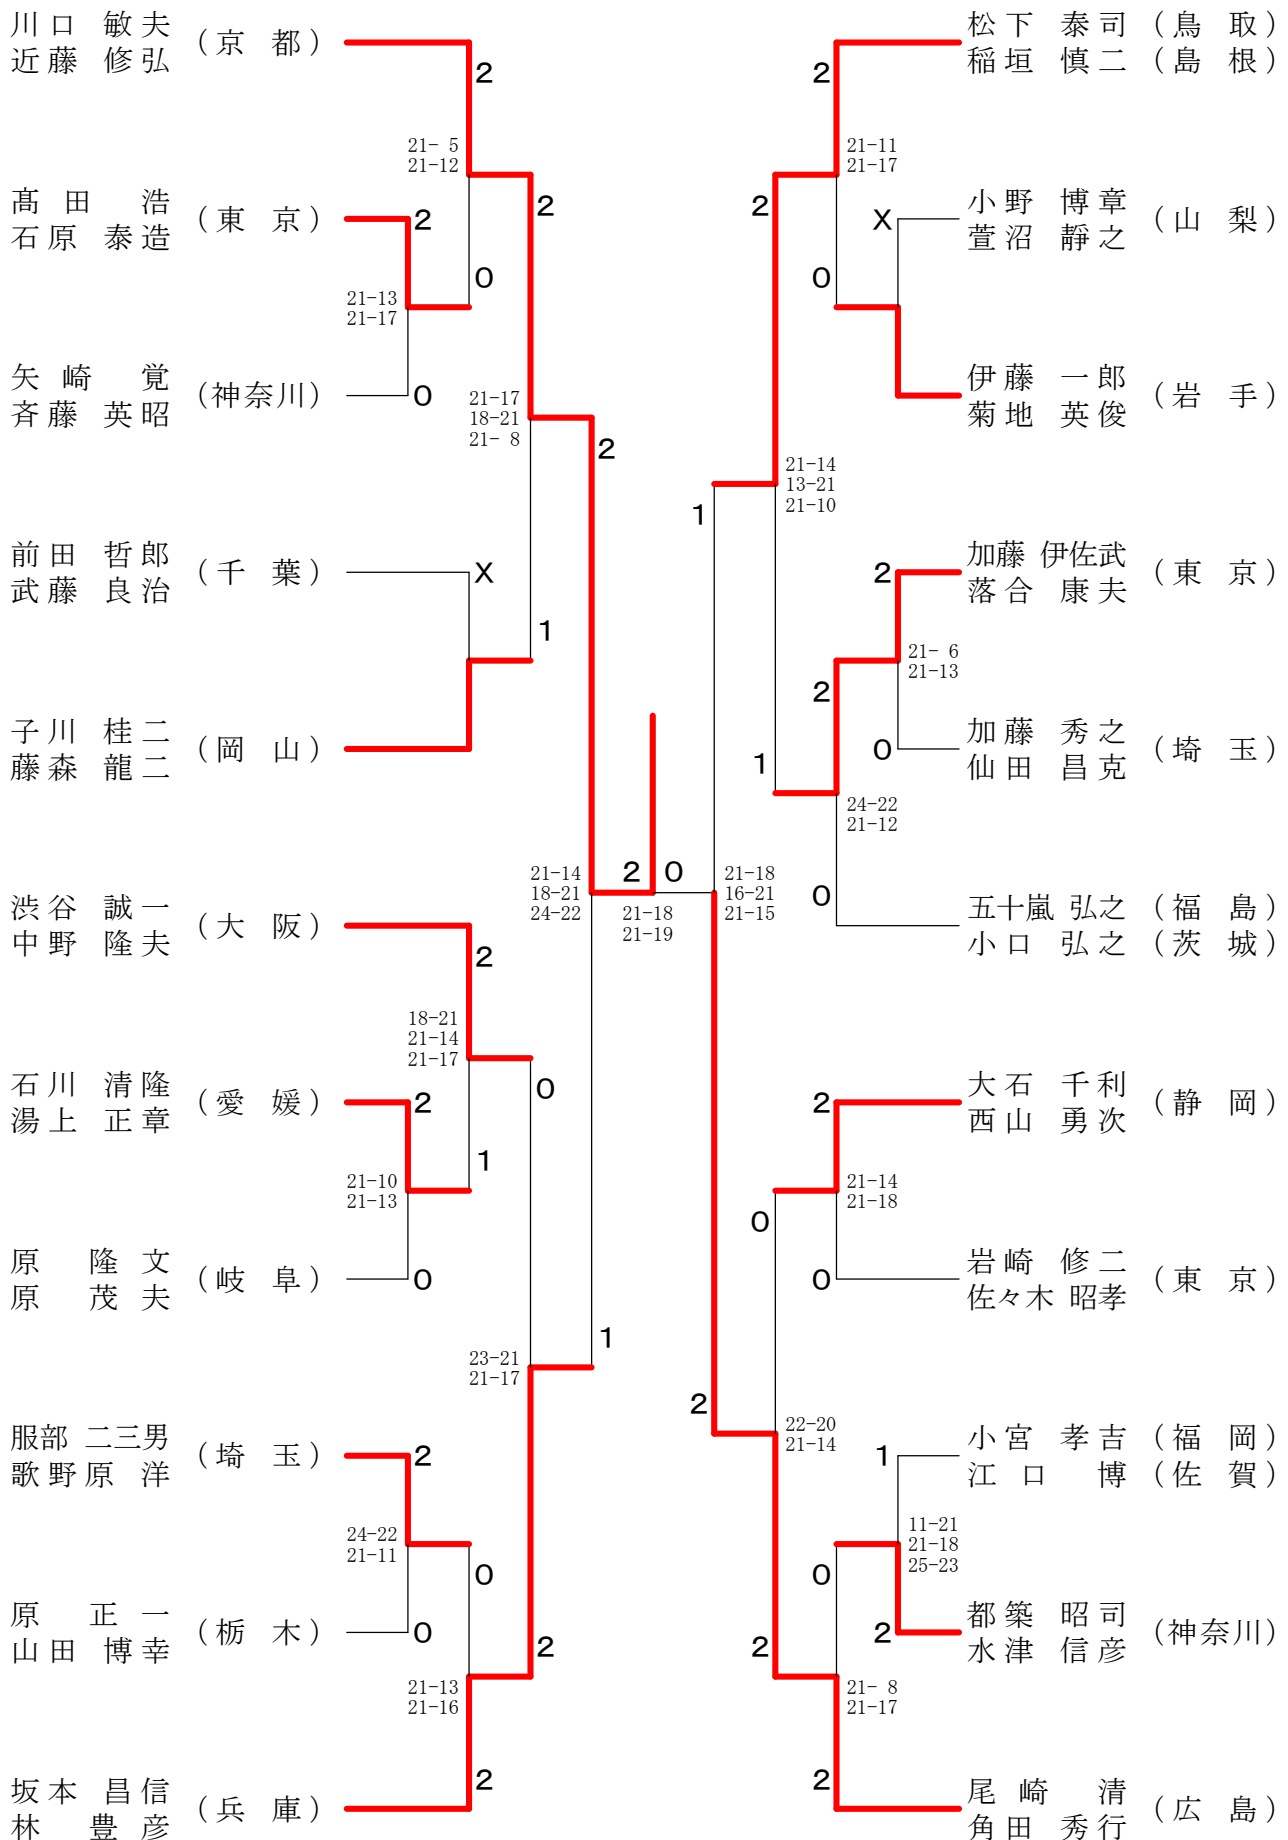 川口 敏夫
近藤 修弘
(京 都)
2
21- 5
21-12
髙田 浩
石原 泰造
(東 京)
2
2
0
21-13
21-17
矢崎 覚
斉藤 英昭
(神奈川)
0
21-17
18-21
21- 8
2
前田 哲郎
武藤 良治
(千 葉)
X
1
子川 桂二
藤森 龍二
(岡 山)
21-14
18-21
24-22
2
0
21-18
21-19
渋谷 誠一
中野 隆夫
(大 阪)
2
18-21
21-14
21-17
0
石川 清隆
湯上 正章
(愛 媛)
2
1
21-10
21-13
原 隆文
原 茂夫
(岐 阜)
0
1
23-21
21-17
服部 二三男
歌野原 洋
(埼 玉)
2
24-22
21-11
0
原 正一
山田 博幸
(栃 木)
0
2
21-13
21-16
坂本 昌信
林 豊彦
(兵 庫)
2
松下 泰司 (鳥 取)
稲垣 慎二 (島 根)
2
21-11
21-17
2
X
小野 博章
萱沼 靜之
(山 梨)
0
伊藤 一郎
菊地 英俊
(岩 手)
21-14
13-21
21-10
1
加藤 伊佐武
落合 康夫
(東 京)
2
21- 6
21-13
2
加藤 秀之
仙田 昌克
(埼 玉)
0
1
24-22
21-12
21-18
16-21
21-15
0
五十嵐 弘之 (福 島)
小口 弘之 (茨 城)
大石 千利
西山 勇次
(静 岡)
2
21-14
21-18
0
岩崎 修二
佐々木 昭孝
(東 京)
0
2
22-20
21-14
小宮 孝吉 (福 岡)
江口 博 (佐 賀)
1
11-21
21-18
25-23
0
都築 昭司
水津 信彦
(神奈川)
2
2
21- 8
21-17
尾崎 清
角田 秀行
(広 島)
2